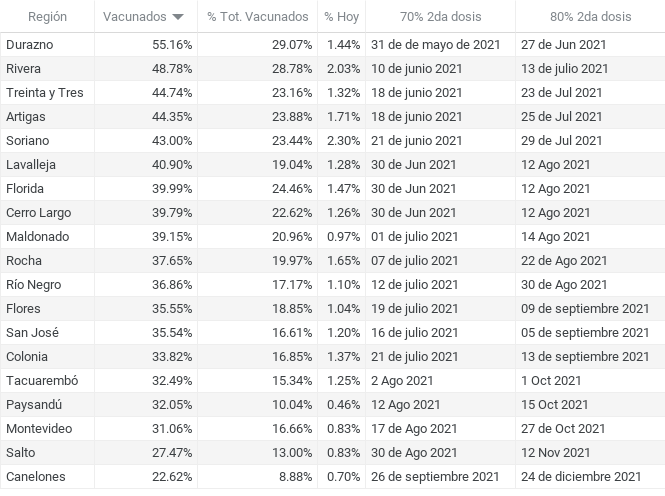 Región Vacunados % Tot. Vacunados % Hoy 70% 2da dosis 80% 2da dosis
Durazno 55.16% 29.07% 1.44% 31 de de mayo de 2021 27 de Jun 2021
Rivera 48.78% 28.78% 2.03% 10 de junio 2021 13 de julio 2021
Treinta y Tres 44.74% 23.16% 1.32% 18 de junio 2021 23 de Jul 2021
Artigas 44.35% 23.88% 1.71% 18 de junio 2021 25 de Jul 2021
Soriano 43.00% 23.44% 2.30% 21 de junio 2021 29 de Jul 2021
Lavalleja 40.90% 19.04% 1.28% 30 de Jun 2021 12 Ago 2021
Florida 39.99% 24.46% 1.47% 30 de Jun 2021 12 Ago 2021
Cerro Largo 39.79% 22.62% 1.26% 30 de Jun 2021 12 Ago 2021
Maldonado 39.15% 20.96% 0.97% 01 de julio 2021 14 Ago 2021
Rocha 37.65% 19.97% 1.65% 07 de julio 2021 22 de Ago 2021
Río Negro 36.86% 17.17% 1.10% 12 de julio 2021 30 de Ago 2021
Flores 35.55% 18.85% 1.04% 19 de julio 2021 09 de septiembre 2021
San José 35.54% 16.61% 1.20% 16 de julio 2021 05 de septiembre 2021
Colonia 33.82% 16.85% 1.37% 21 de julio 2021 13 de septiembre 2021
Tacuarembó 32.49% 15.34% 1.25% 2 Ago 2021 1 Oct 2021
Paysandú 32.05% 10.04% 0.46% 12 Ago 2021 15 Oct 2021
Montevideo 31.06% 16.66% 0.83% 17 de Ago 2021 27 de Oct 2021
Salto 27.47% 13.00% 0.83% 30 de Ago 2021 12 Nov 2021
Canelones 22.62% 8.88% 0.70% 26 de septiembre 2021 24 de diciembre 2021